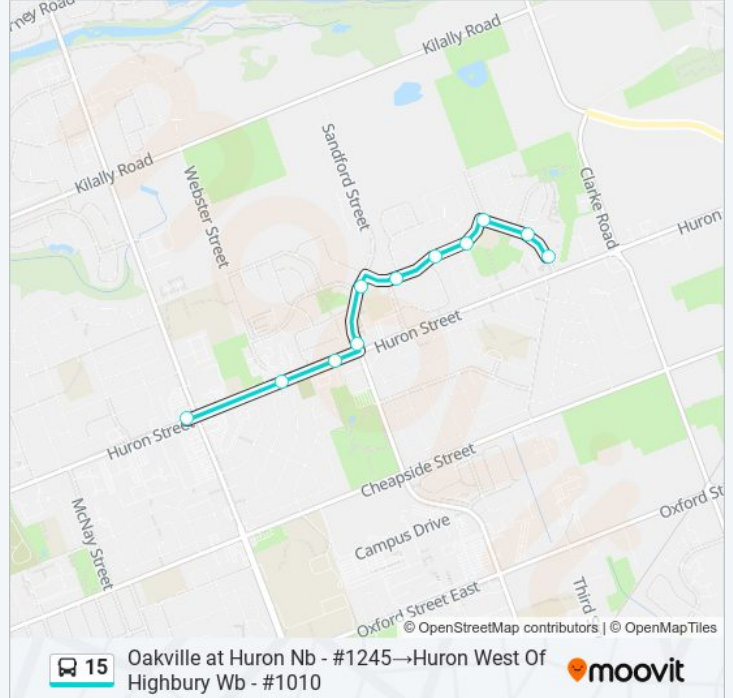 rney Road
Kilally Road
Kilally Road
Sandford Street
Webster Street
Clarke Road
Huron
Huron Street
Huron Street
Cheapside Street
McNay Street
Campus Drive
Oxford St
Oxford Street East
Third S
© OpenStreetMap contributors | © OpenMapTiles
15
Oakville at Huron Nb - #1245→Huron West Of
Highbury Wb - #1010
moovit